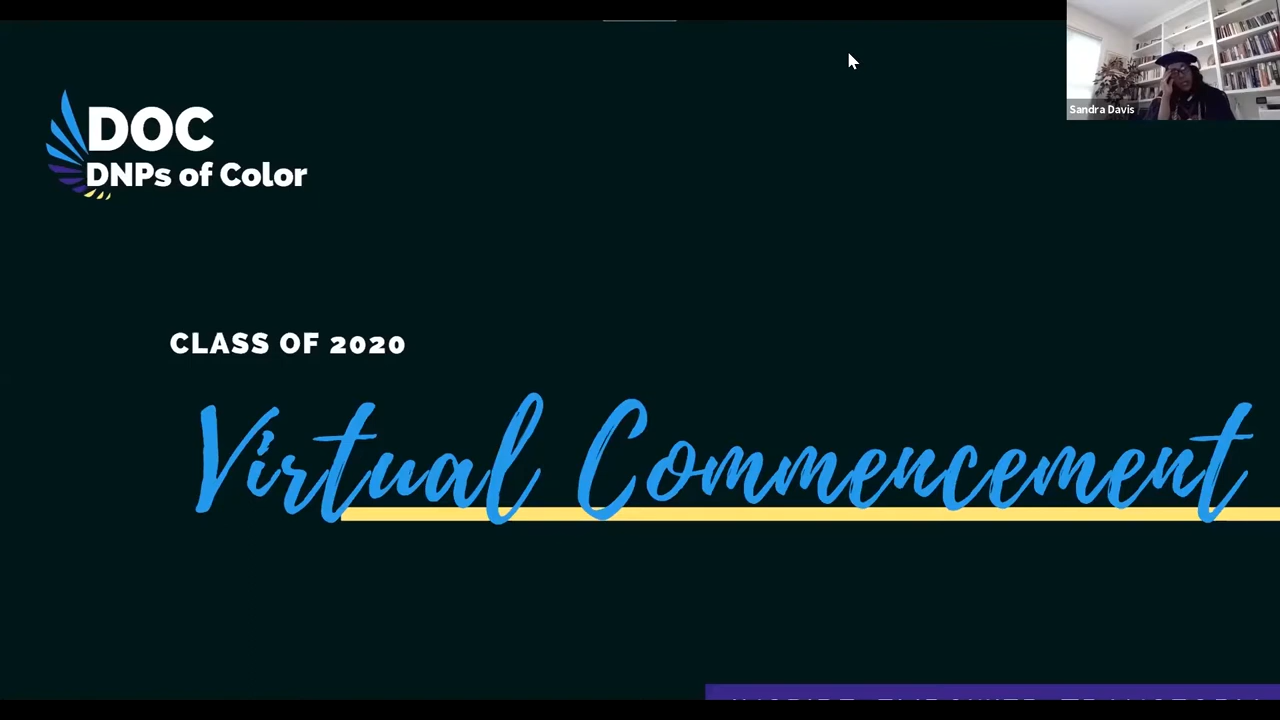 Sandra Davis
DOC
DNPs of Color
CLASS OF 2020
Virtual Commencement